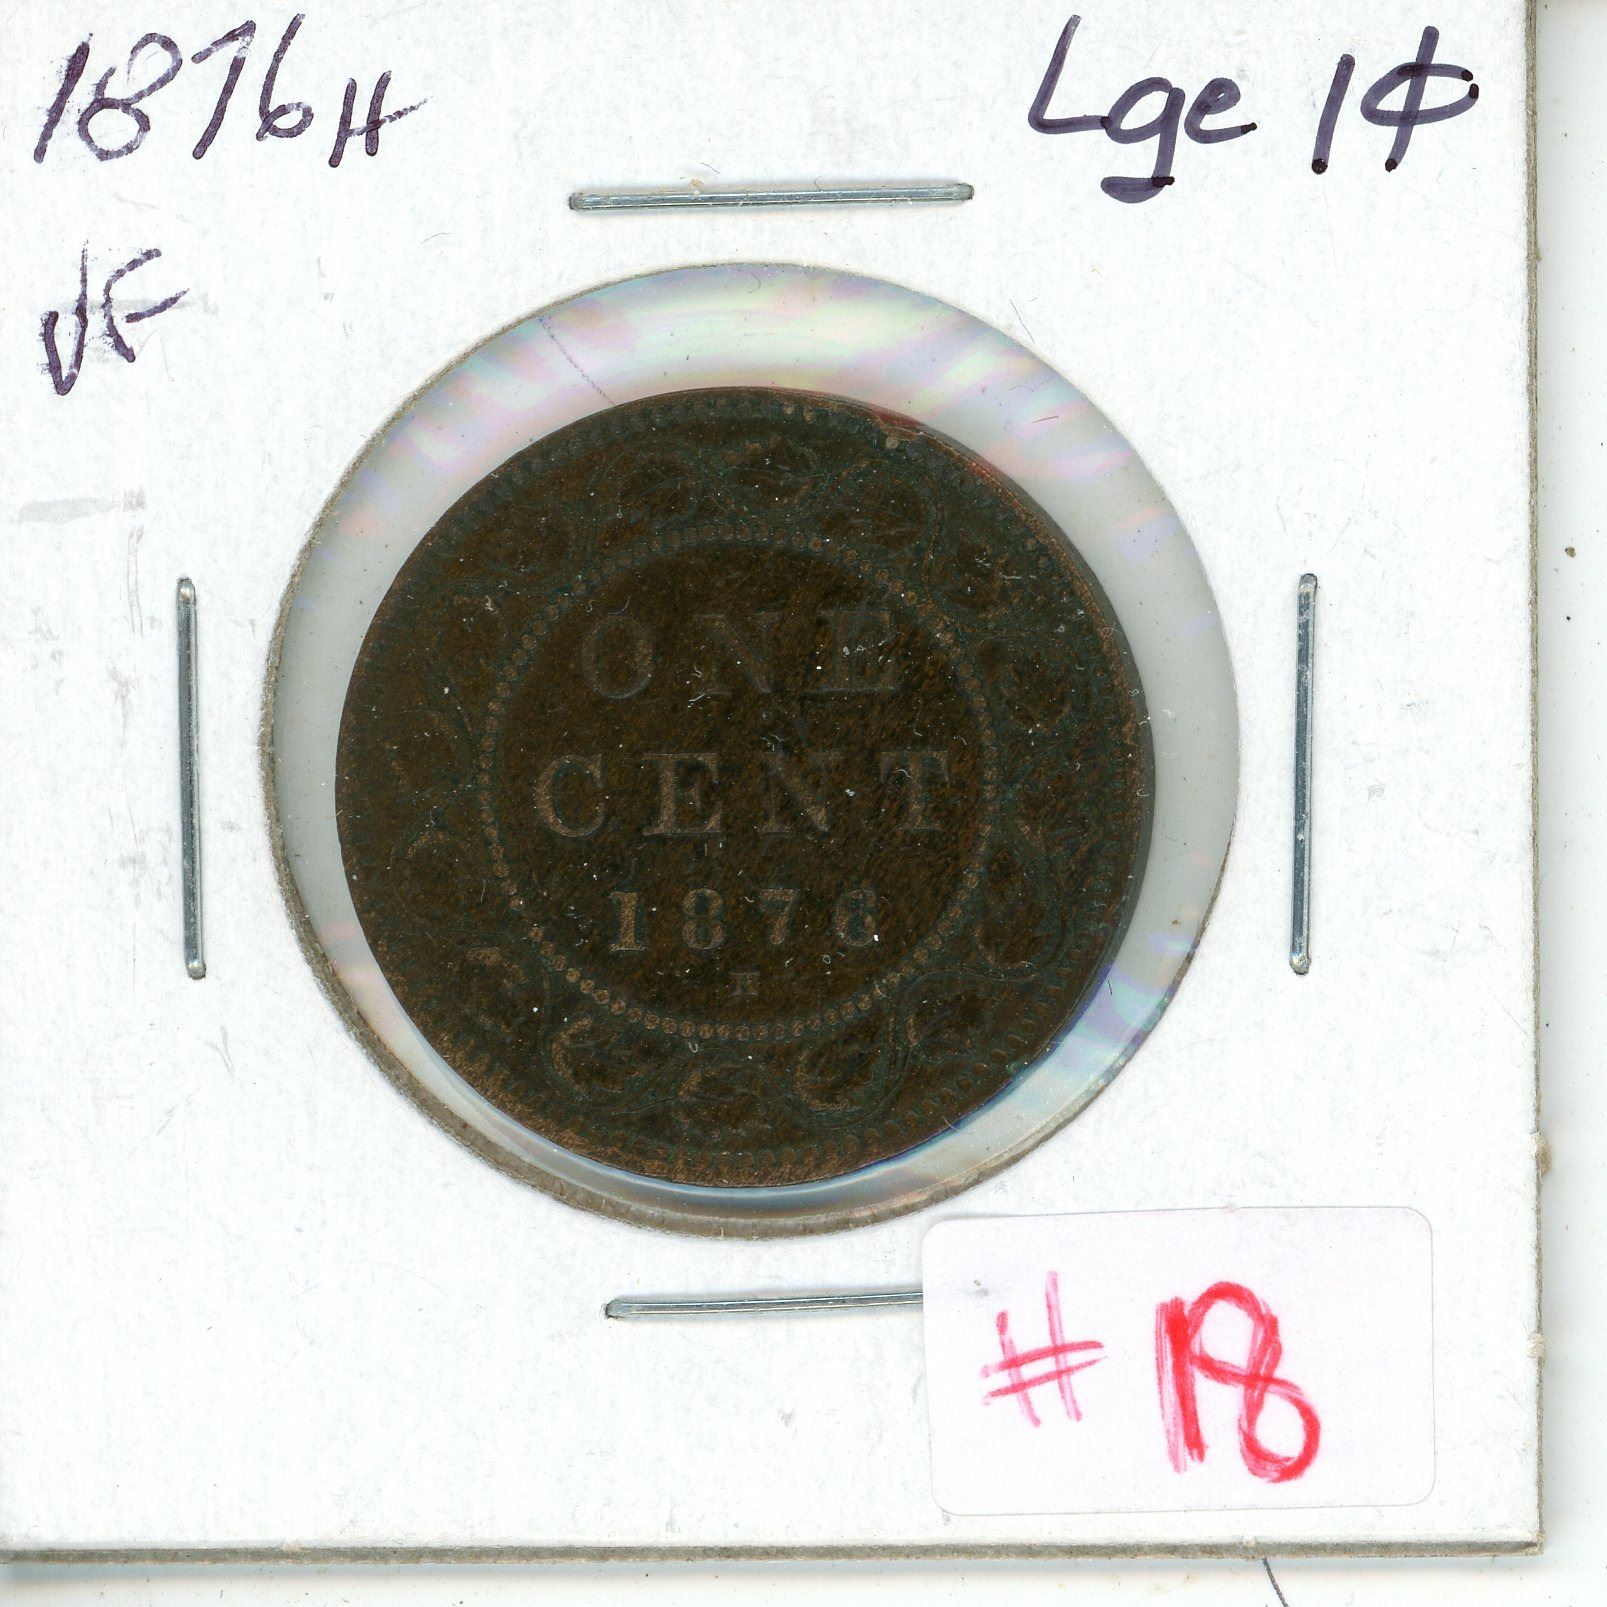 1876H
Lge 1¢
VF
ONE
CENT
1876
H
#18